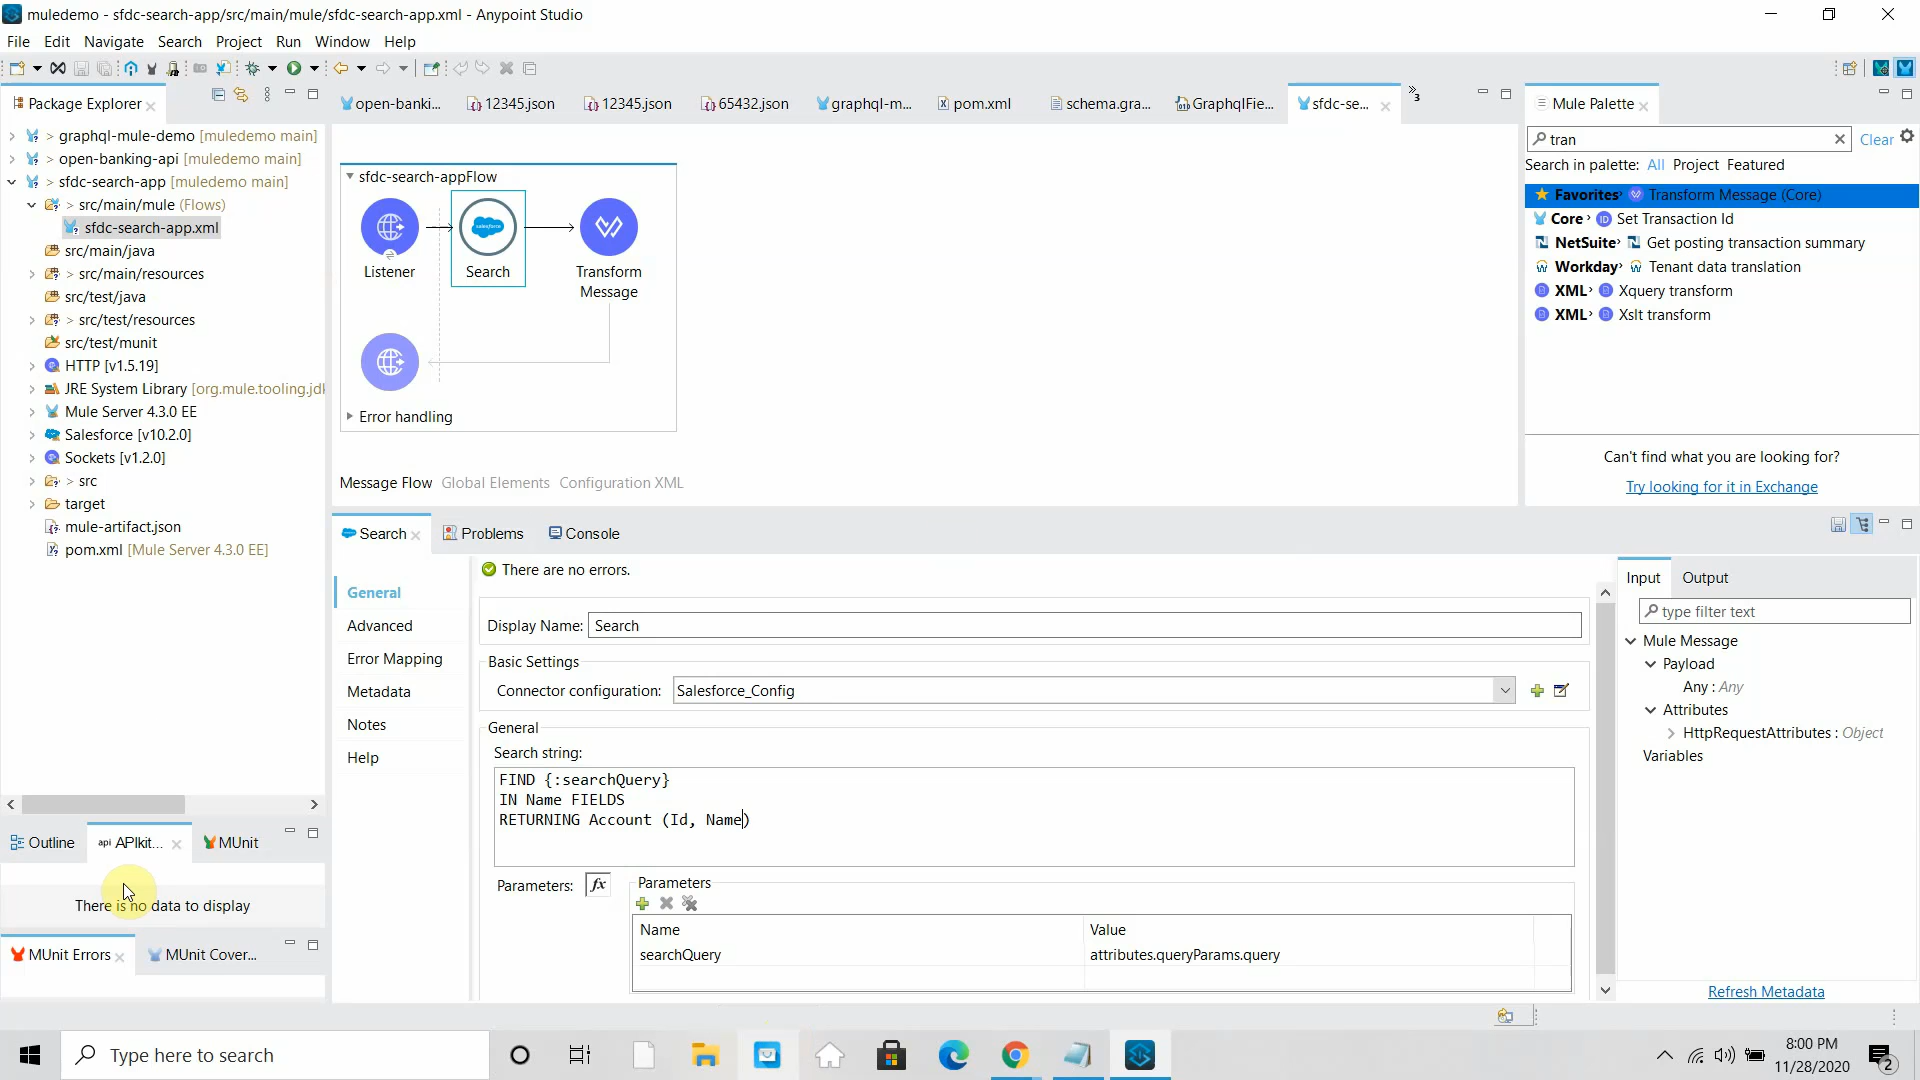 muledemo - sfdc-search-app/src/main/mule/sfdc-search-app.xml - Anypoint Studio
File Edit Navigate Search Project Run Window Help
Package Explorer
open-banki... 12345.json 12345.json 65432.json graphql-m... pom.xml schema.gra... GraphqlFie... sfdc-se... »3
Mule Palette
tran
Clear
Search in palette: All Project Featured
Favorites Transform Message (Core)
Core Set Transaction Id
NetSuite Get posting transaction summary
Workday Tenant data translation
XML Xquery transform
XML Xslt transform
Can't find what you are looking for?
Try looking for it in Exchange
> graphql-mule-demo [muledemo main]
> open-banking-api [muledemo main]
> sfdc-search-app [muledemo main]
> src/main/mule (Flows)
sfdc-search-app.xml
src/main/java
> src/main/resources
src/test/java
> src/test/resources
src/test/munit
HTTP [v1.5.19]
JRE System Library [org.mule.tooling.jdk
Mule Server 4.3.0 EE
Salesforce [v10.2.0]
Sockets [v1.2.0]
> src
target
mule-artifact.json
pom.xml [Mule Server 4.3.0 EE]
sfdc-search-appFlow
salesforce
Listener
Search
Transform
Message
Error handling
Message Flow Global Elements Configuration XML
Search Problems Console
There are no errors.
General
Advanced
Error Mapping
Metadata
Notes
Help
Display Name: Search
Basic Settings
Connector configuration: Salesforce_Config
General
Search string:
FIND {:searchQuery}
IN Name FIELDS
RETURNING Account (Id, Name)
Parameters: fx Parameters
Name Value
searchQuery attributes.queryParams.query
Input Output
type filter text
Mule Message
Payload
Any : Any
Attributes
HttpRequestAttributes : Object
Variables
Refresh Metadata
Outline api APIkit... MUnit
There is no data to display
MUnit Errors MUnit Cover...
Type here to search
8:00 PM
11/28/2020
2